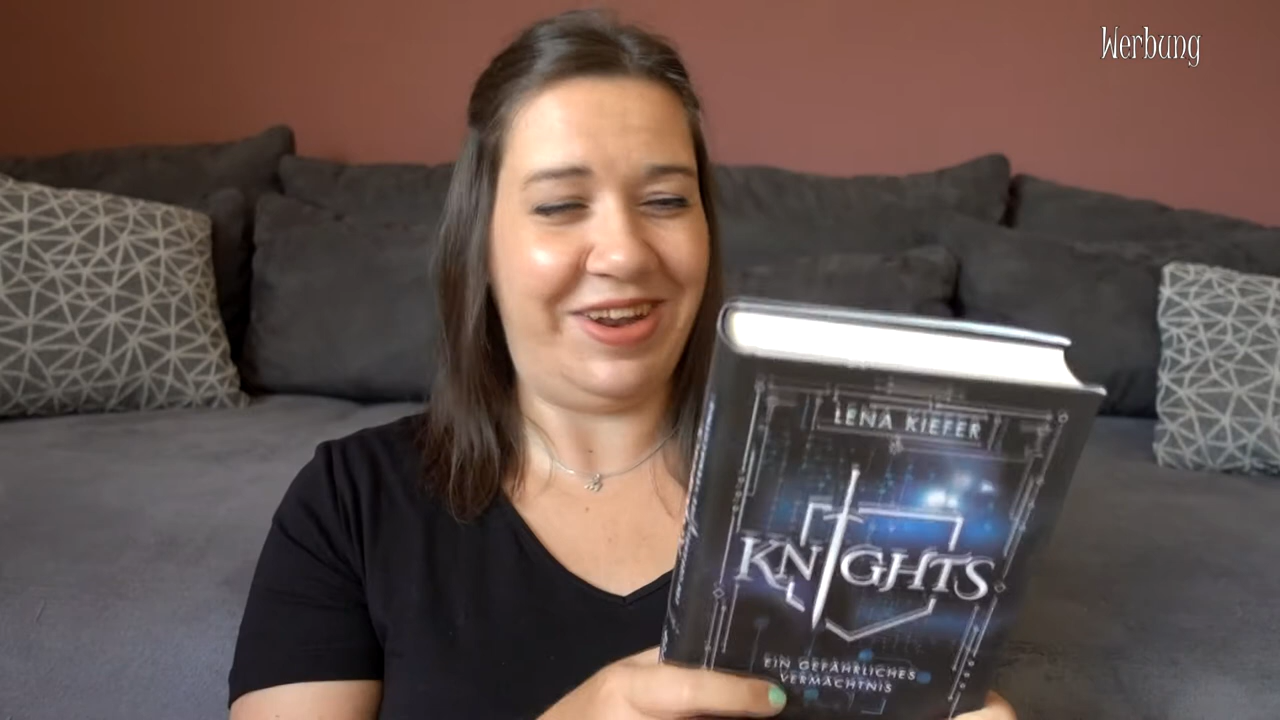 Werbung
LENA KIEFER
KNIGHTS
EIN GEFÄHRLICHES
VERMÄCHTNIS